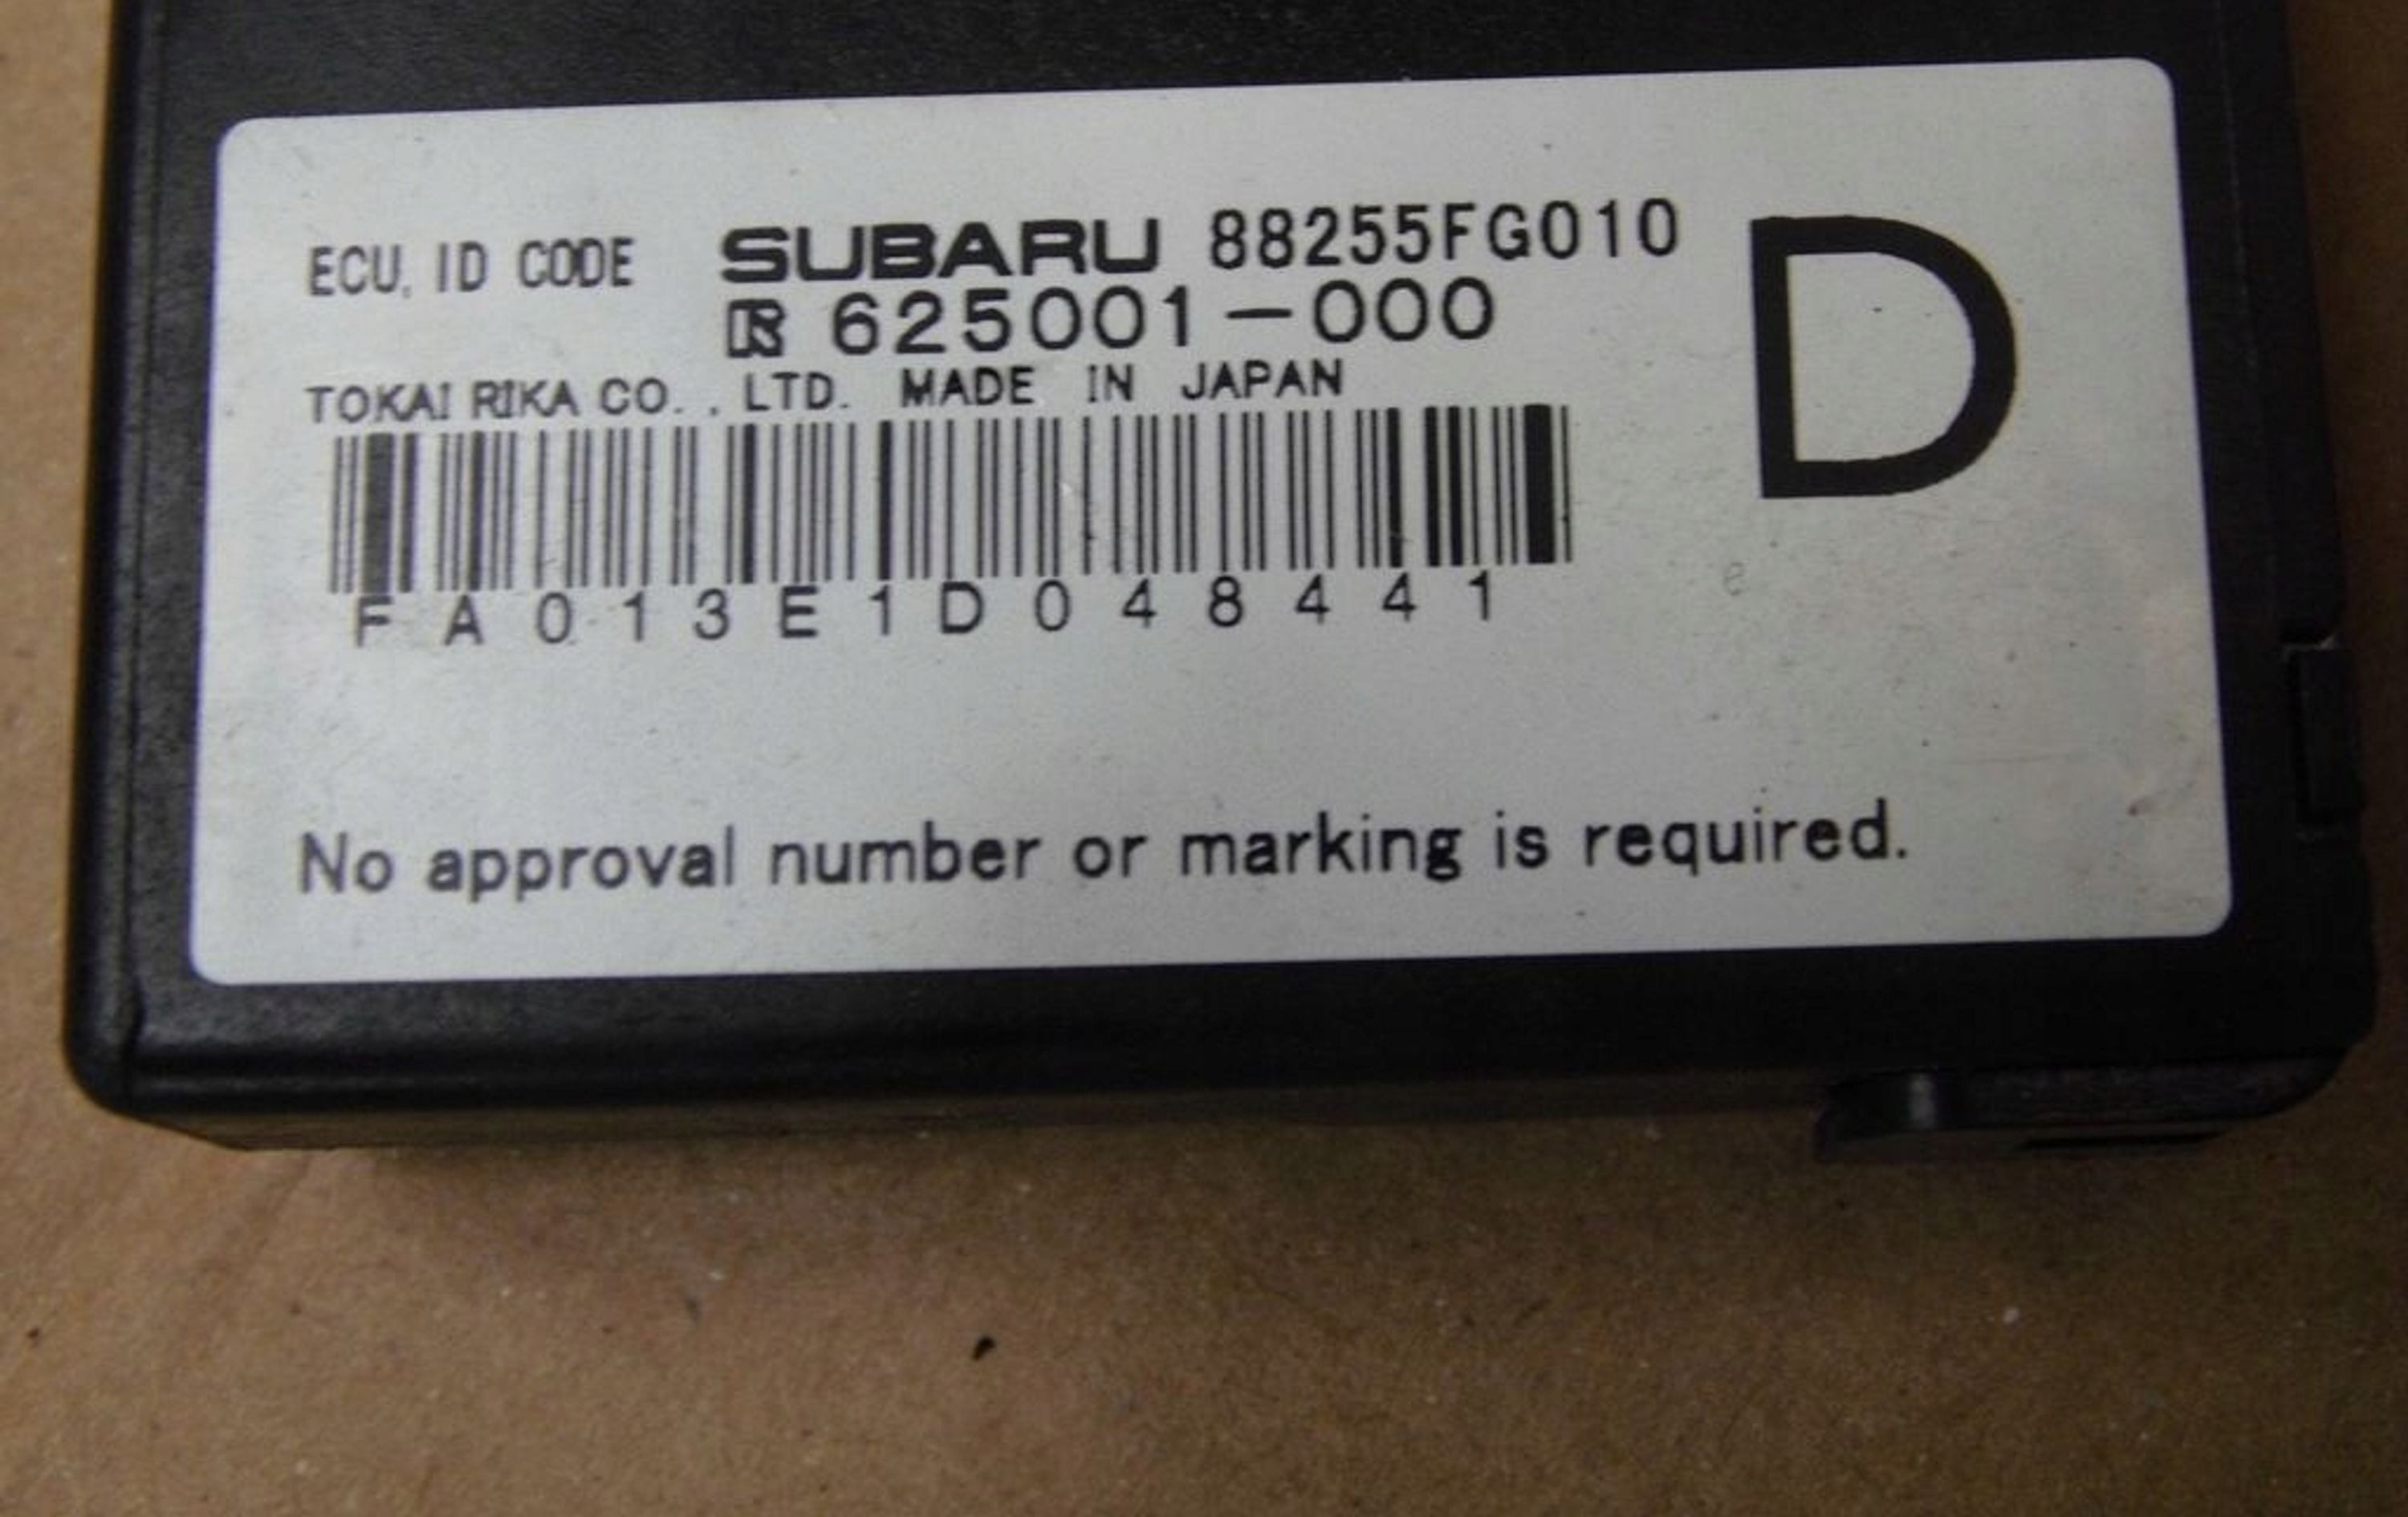 ECU. ID CODE SUBARU 88255FG010 D
R 625001-000
TOKAI RIKA CO., LTD. MADE IN JAPAN
FA013E1D048441
No approval number or marking is required.